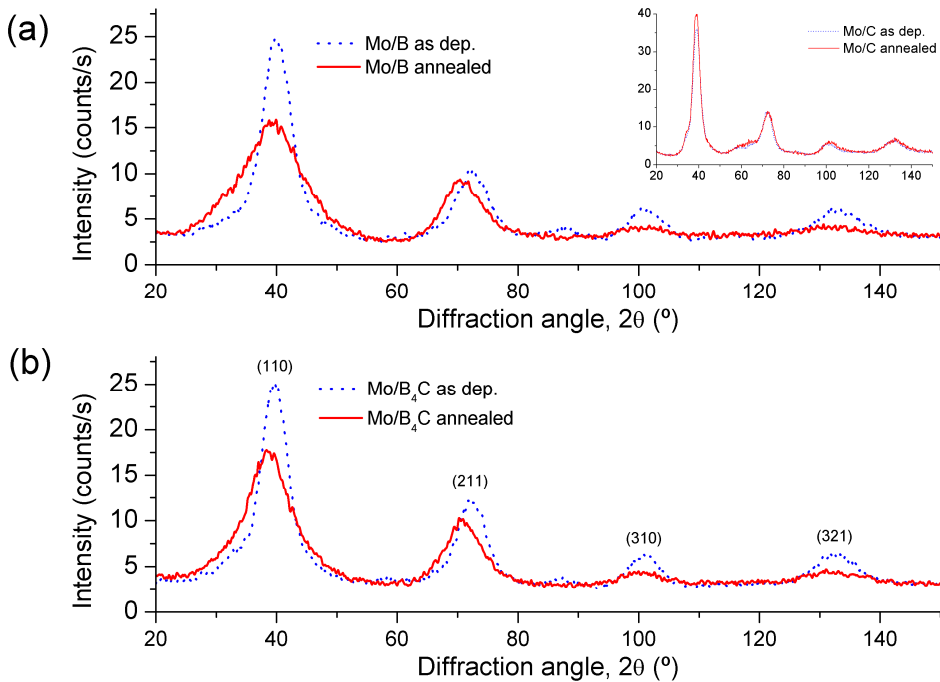 (a)
Intensity (counts/s)
25
20
15
10
5
0
Mo/B as dep.
Mo/B annealed
40
30
20
10
0
Mo/C as dep.
Mo/C annealed
20 40 60 80 100 120 140
20 40 60 80 100 120 140
Diffraction angle, 2θ (º)
(b)
Intensity (counts/s)
25
20
15
10
5
0
(110)
Mo/B₄C as dep.
Mo/B₄C annealed
(211)
(310)
(321)
20 40 60 80 100 120 140
Diffraction angle, 2θ (º)